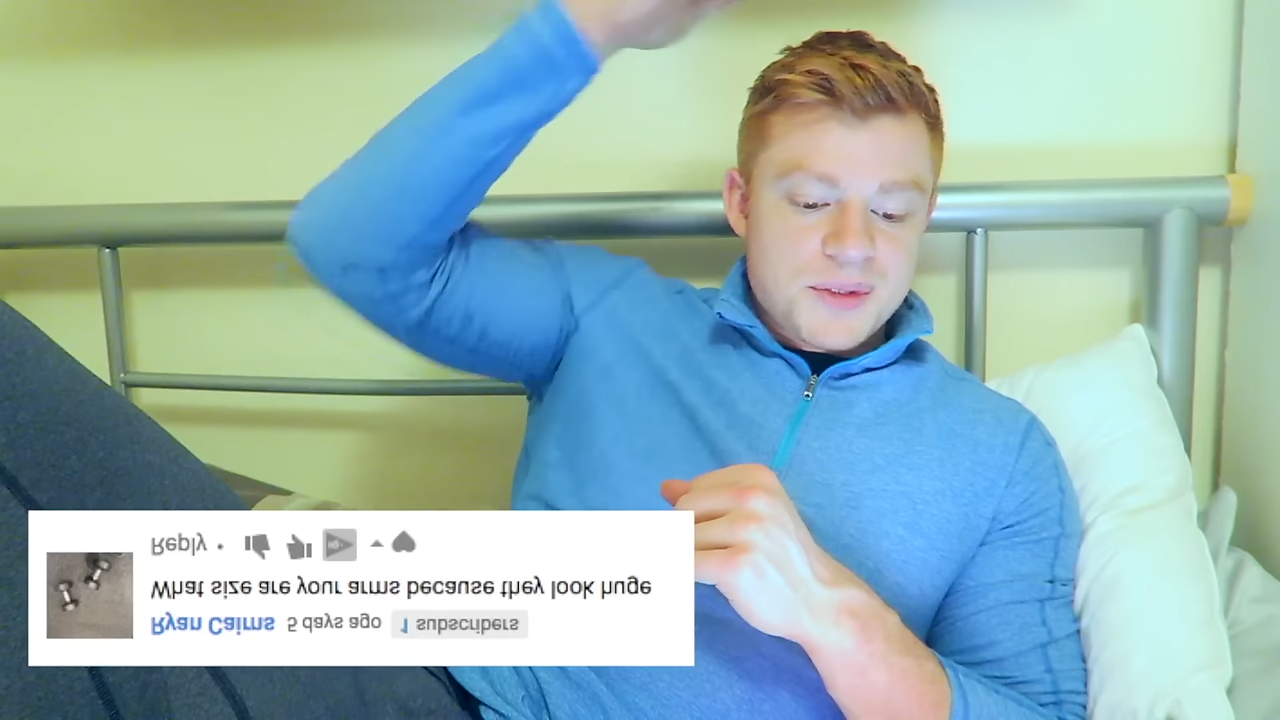 Ryan Cairns 5 days ago 1 subscribers
What size are your arms because they look huge
Reply •